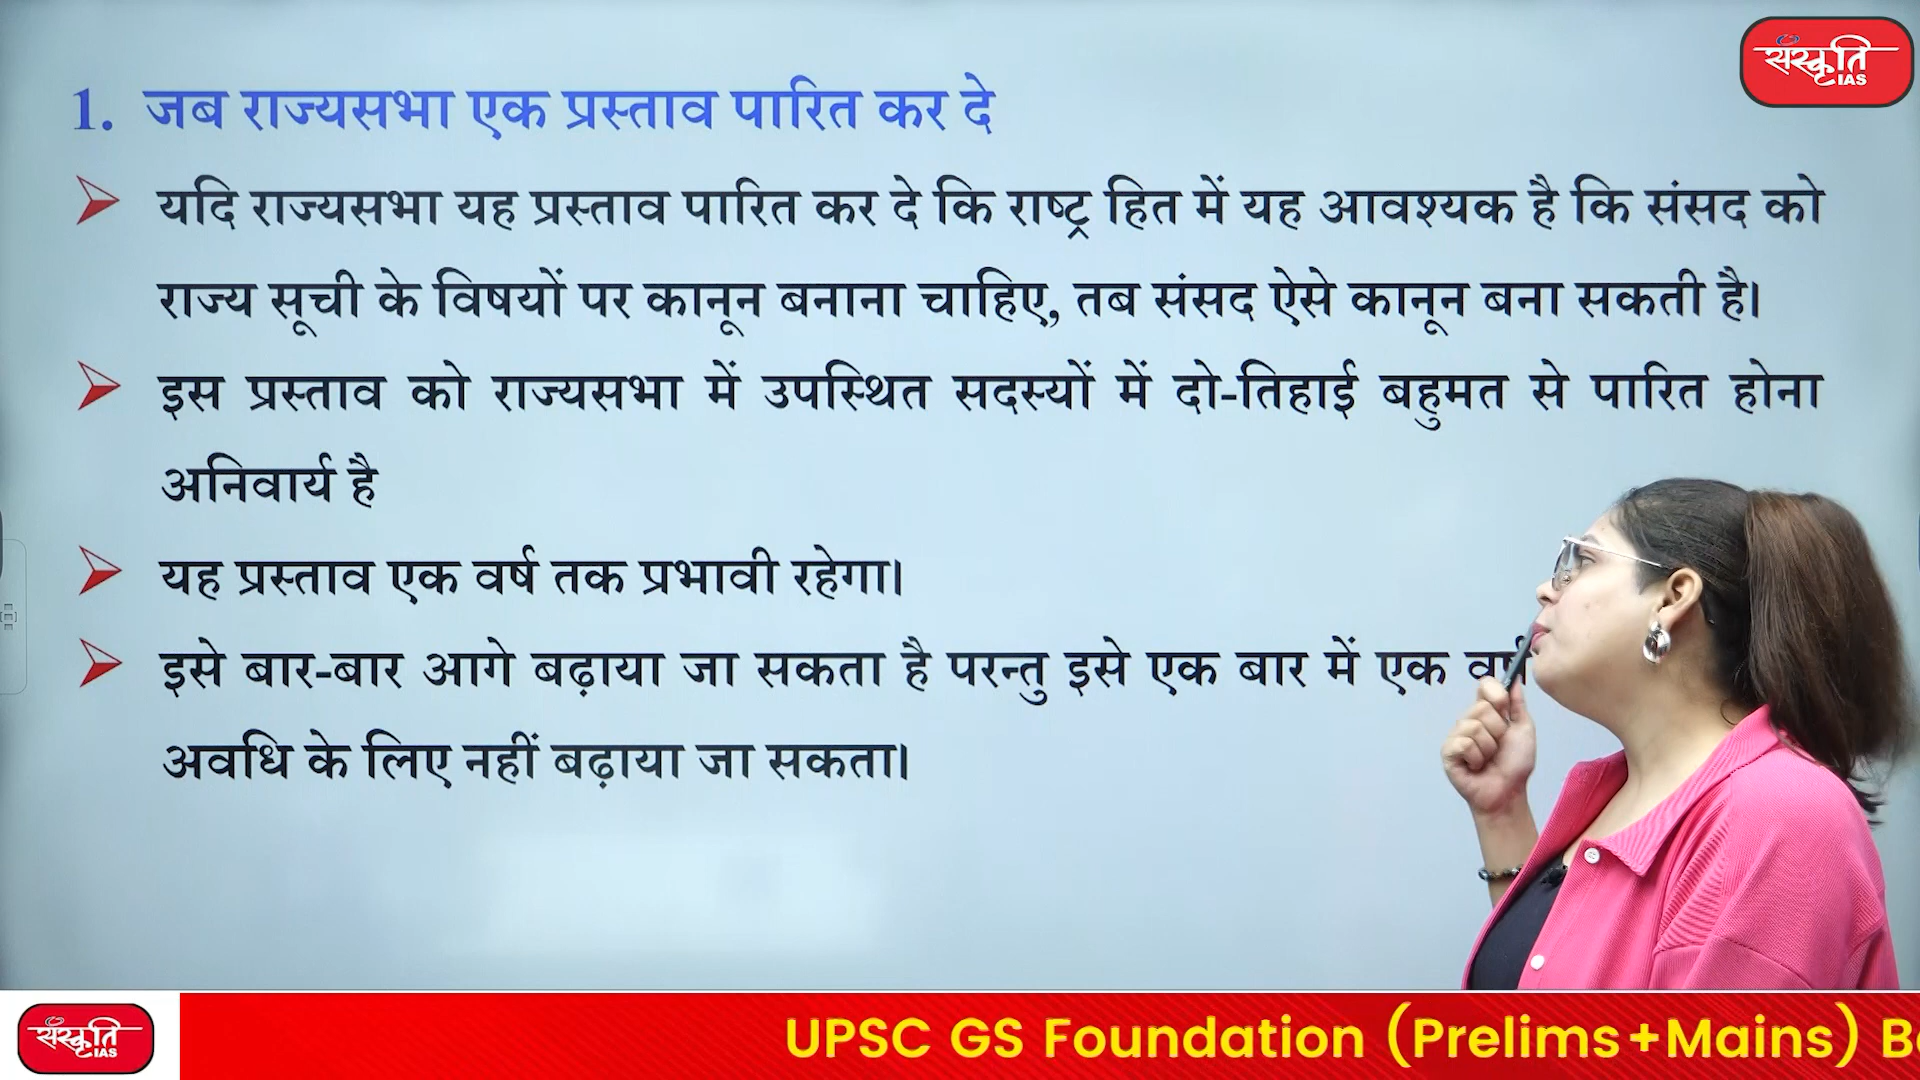 संस्कृति
IAS
1. जब राज्यसभा एक प्रस्ताव पारित कर दे
यदि राज्यसभा यह प्रस्ताव पारित कर दे कि राष्ट्र हित में यह आवश्यक है कि संसद को
राज्य सूची के विषयों पर कानून बनाना चाहिए, तब संसद ऐसे कानून बना सकती है।
इस प्रस्ताव को राज्यसभा में उपस्थित सदस्यों में दो-तिहाई बहुमत से पारित होना
अनिवार्य है
यह प्रस्ताव एक वर्ष तक प्रभावी रहेगा।
इसे बार-बार आगे बढ़ाया जा सकता है परन्तु इसे एक बार में एक
अवधि के लिए नहीं बढ़ाया जा सकता।
संस्कृति
IAS
UPSC GS Foundation (Prelims+Mains)